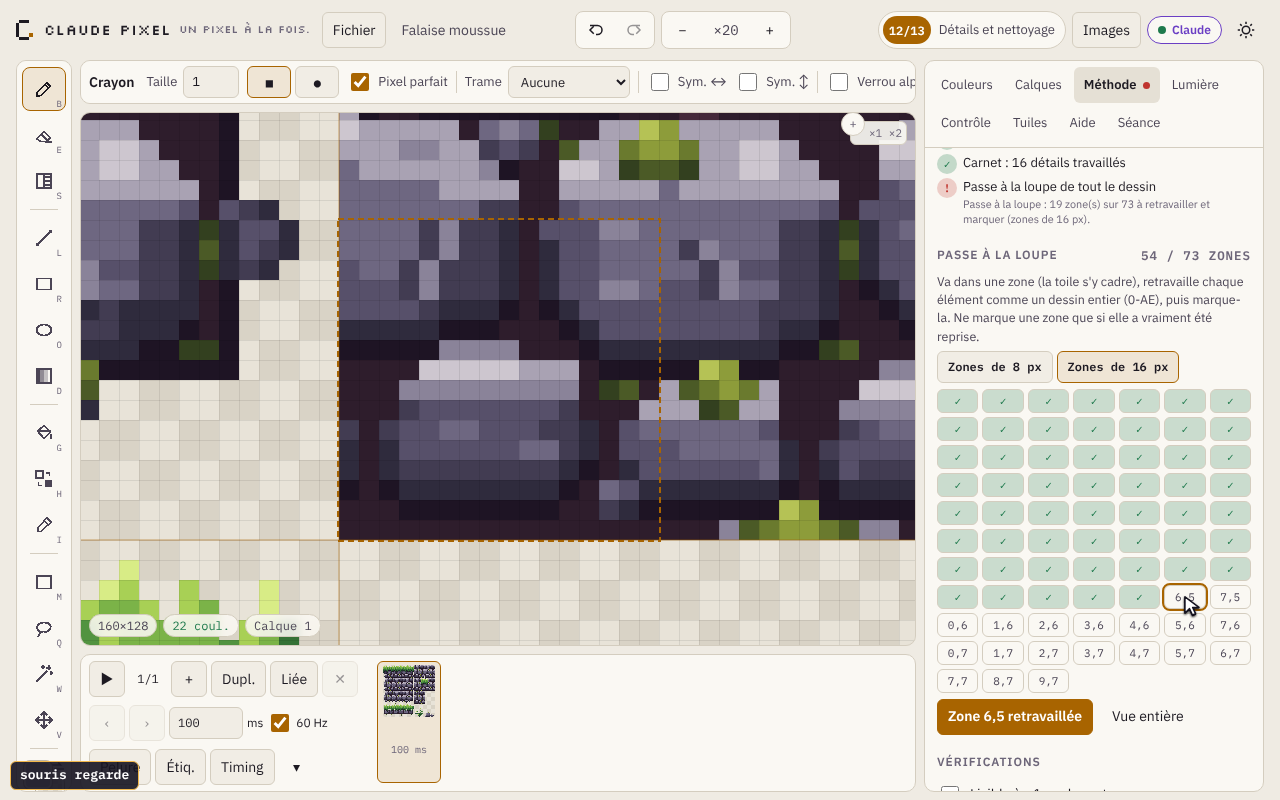 CLAUDE PIXEL UN PIXEL À LA FOIS. Fichier Falaise moussue − ×20 + 12/13 Détails et nettoyage Images Claude
Crayon Taille 1 Pixel parfait Trame Aucune Sym. ↔ Sym. ↕ Verrou alp
Couleurs Calques Méthode Lumière
Contrôle Tuiles Aide Séance
B
E
S
L
R
O
D
G
H
I
M
Q
W
V
+ ×1 ×2
✓ Carnet : 16 détails travaillés
! Passe à la loupe de tout le dessin
Passe à la loupe : 19 zone(s) sur 73 à retravailler et
marquer (zones de 16 px).
PASSE À LA LOUPE 54 / 73 ZONES
Va dans une zone (la toile s'y cadre), retravaille chaque
élément comme un dessin entier (0-AE), puis marque-
la. Ne marque une zone que si elle a vraiment été
reprise.
Zones de 8 px Zones de 16 px
✓ ✓ ✓ ✓ ✓ ✓ ✓
✓ ✓ ✓ ✓ ✓ ✓ ✓
✓ ✓ ✓ ✓ ✓ ✓ ✓
✓ ✓ ✓ ✓ ✓ ✓ ✓
✓ ✓ ✓ ✓ ✓ ✓ ✓
✓ ✓ ✓ ✓ ✓ ✓ ✓
✓ ✓ ✓ ✓ ✓ ✓ ✓
✓ ✓ ✓ ✓ ✓ 6,5 7,5
0,6 1,6 2,6 3,6 4,6 5,6 7,6
0,7 1,7 2,7 3,7 4,7 5,7 6,7
7,7 8,7 9,7
Zone 6,5 retravaillée Vue entière
VÉRIFICATIONS
160×128 22 coul. Calque 1
1/1 + Dupl. Liée ✕
‹ › 100 ms 60 Hz
Étiq. Timing ▼
100 ms
souris regarde